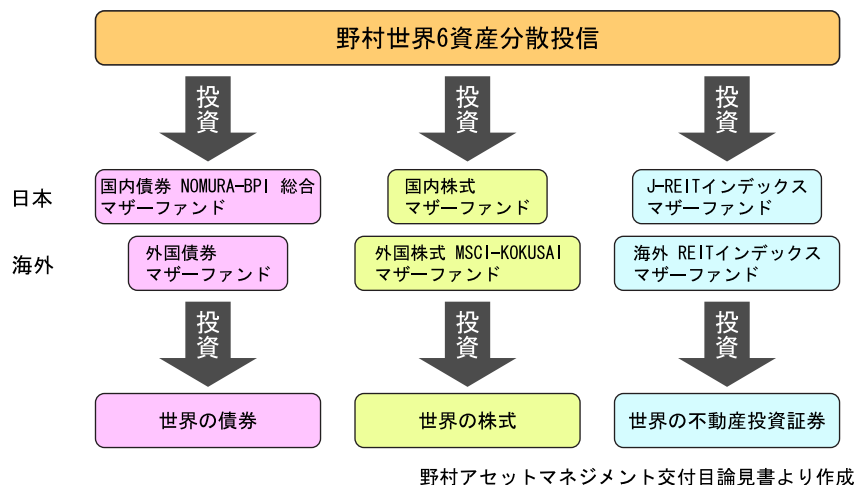 野村世界6資産分散投信
投資
投資
投資
日本
国内債券 NOMURA-BPI 総合
マザーファンド
国内株式
マザーファンド
J-REITインデックス
マザーファンド
海外
外国債券
マザーファンド
外国株式 MSCI-KOKUSAI
マザーファンド
海外 REITインデックス
マザーファンド
投資
投資
投資
世界の債券
世界の株式
世界の不動産投資証券
野村アセットマネジメント交付目論見書より作成